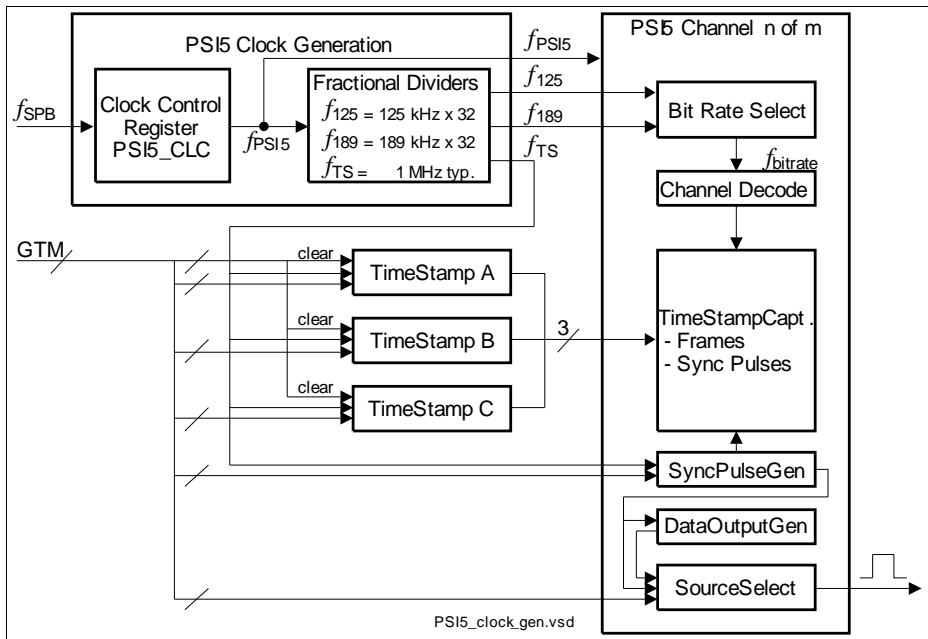 PSI5 Clock Generation
fSPB
Clock Control
Register
PSI5_CLC
fPSI5
Fractional Dividers
f125 = 125 kHz x 32
f189 = 189 kHz x 32
fTS = 1 MHz typ.
fPSI5
f125
f189
fTS
PSI5 Channel n of m
Bit Rate Select
fbitrate
Channel Decode
GTM
clear
TimeStamp A
clear
TimeStamp B
clear
TimeStamp C
3
TimeStampCapt .
- Frames
- Sync Pulses
SyncPulseGen
DataOutputGen
SourceSelect
PSI5_clock_gen.vsd